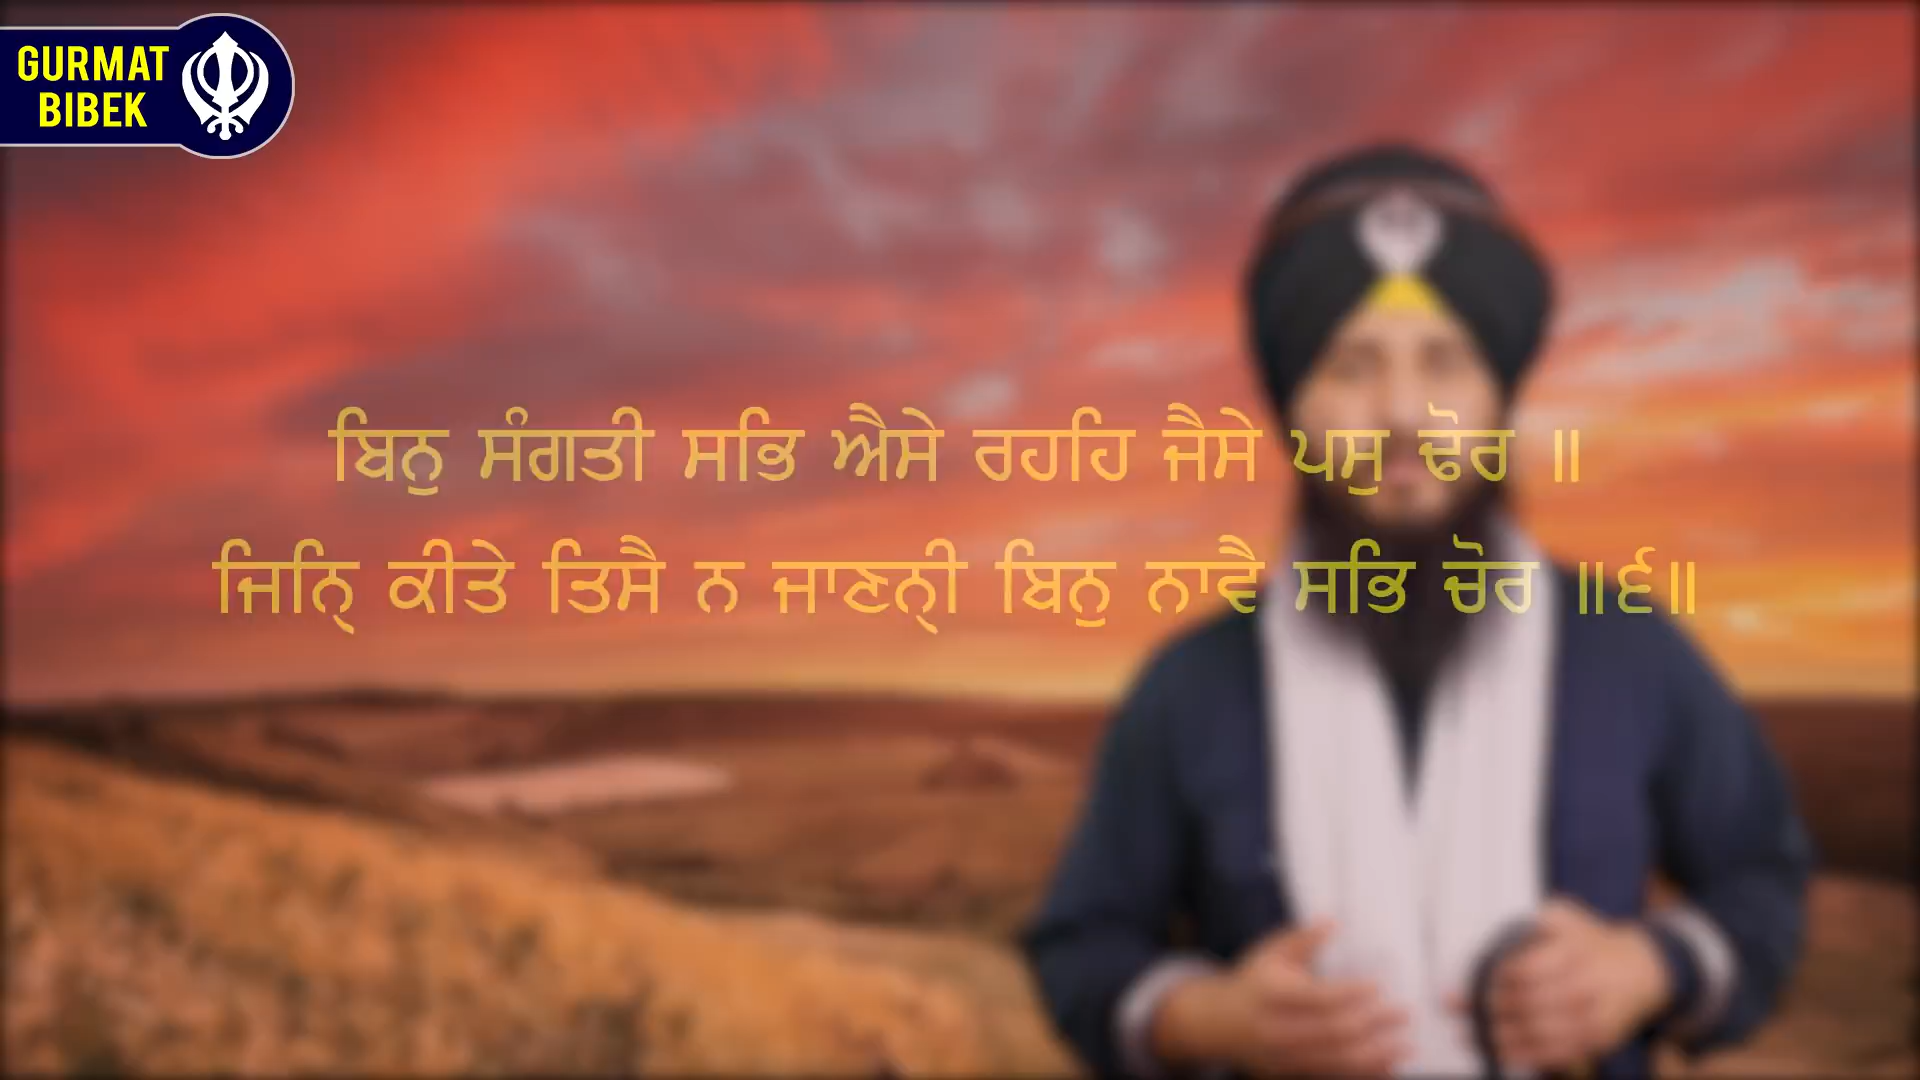 GURMAT
BIBEK
ਬਿਨੁ ਸੰਗਤੀ ਸਭਿ ਐਸੇ ਰਹਹਿ ਜੈਸੇ ਪਸੁ ਢੋਰ ॥
ਜਿਨ੍ਹਿ ਕੀਤੇ ਤਿਸੈ ਨ ਜਾਣਨ੍ਹੀ ਬਿਨੁ ਨਾਵੈ ਸਭਿ ਚੋਰ ॥੬॥